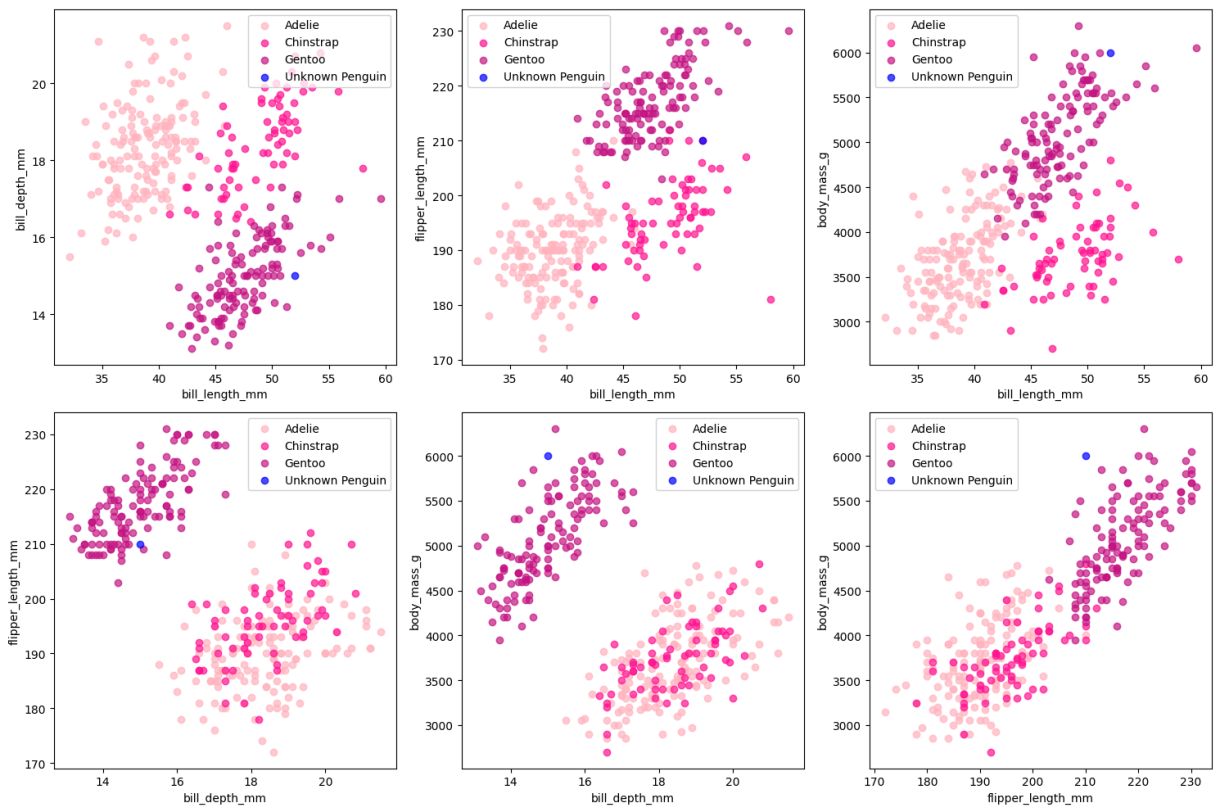 Adelie
Chinstrap
Gentoo
Unknown Penguin
20
18
16
14
bill_depth_mm
35 40 45 50 55 60
bill_length_mm
Adelie
Chinstrap
Gentoo
Unknown Penguin
230
220
210
200
190
180
170
flipper_length_mm
35 40 45 50 55 60
bill_length_mm
Adelie
Chinstrap
Gentoo
Unknown Penguin
6000
5500
5000
4500
4000
3500
3000
body_mass_g
35 40 45 50 55 60
bill_length_mm
Adelie
Chinstrap
Gentoo
Unknown Penguin
230
220
210
200
190
180
170
flipper_length_mm
14 16 18 20
bill_depth_mm
Adelie
Chinstrap
Gentoo
Unknown Penguin
6000
5500
5000
4500
4000
3500
3000
body_mass_g
14 16 18 20
bill_depth_mm
Adelie
Chinstrap
Gentoo
Unknown Penguin
6000
5500
5000
4500
4000
3500
3000
body_mass_g
170 180 190 200 210 220 230
flipper_length_mm